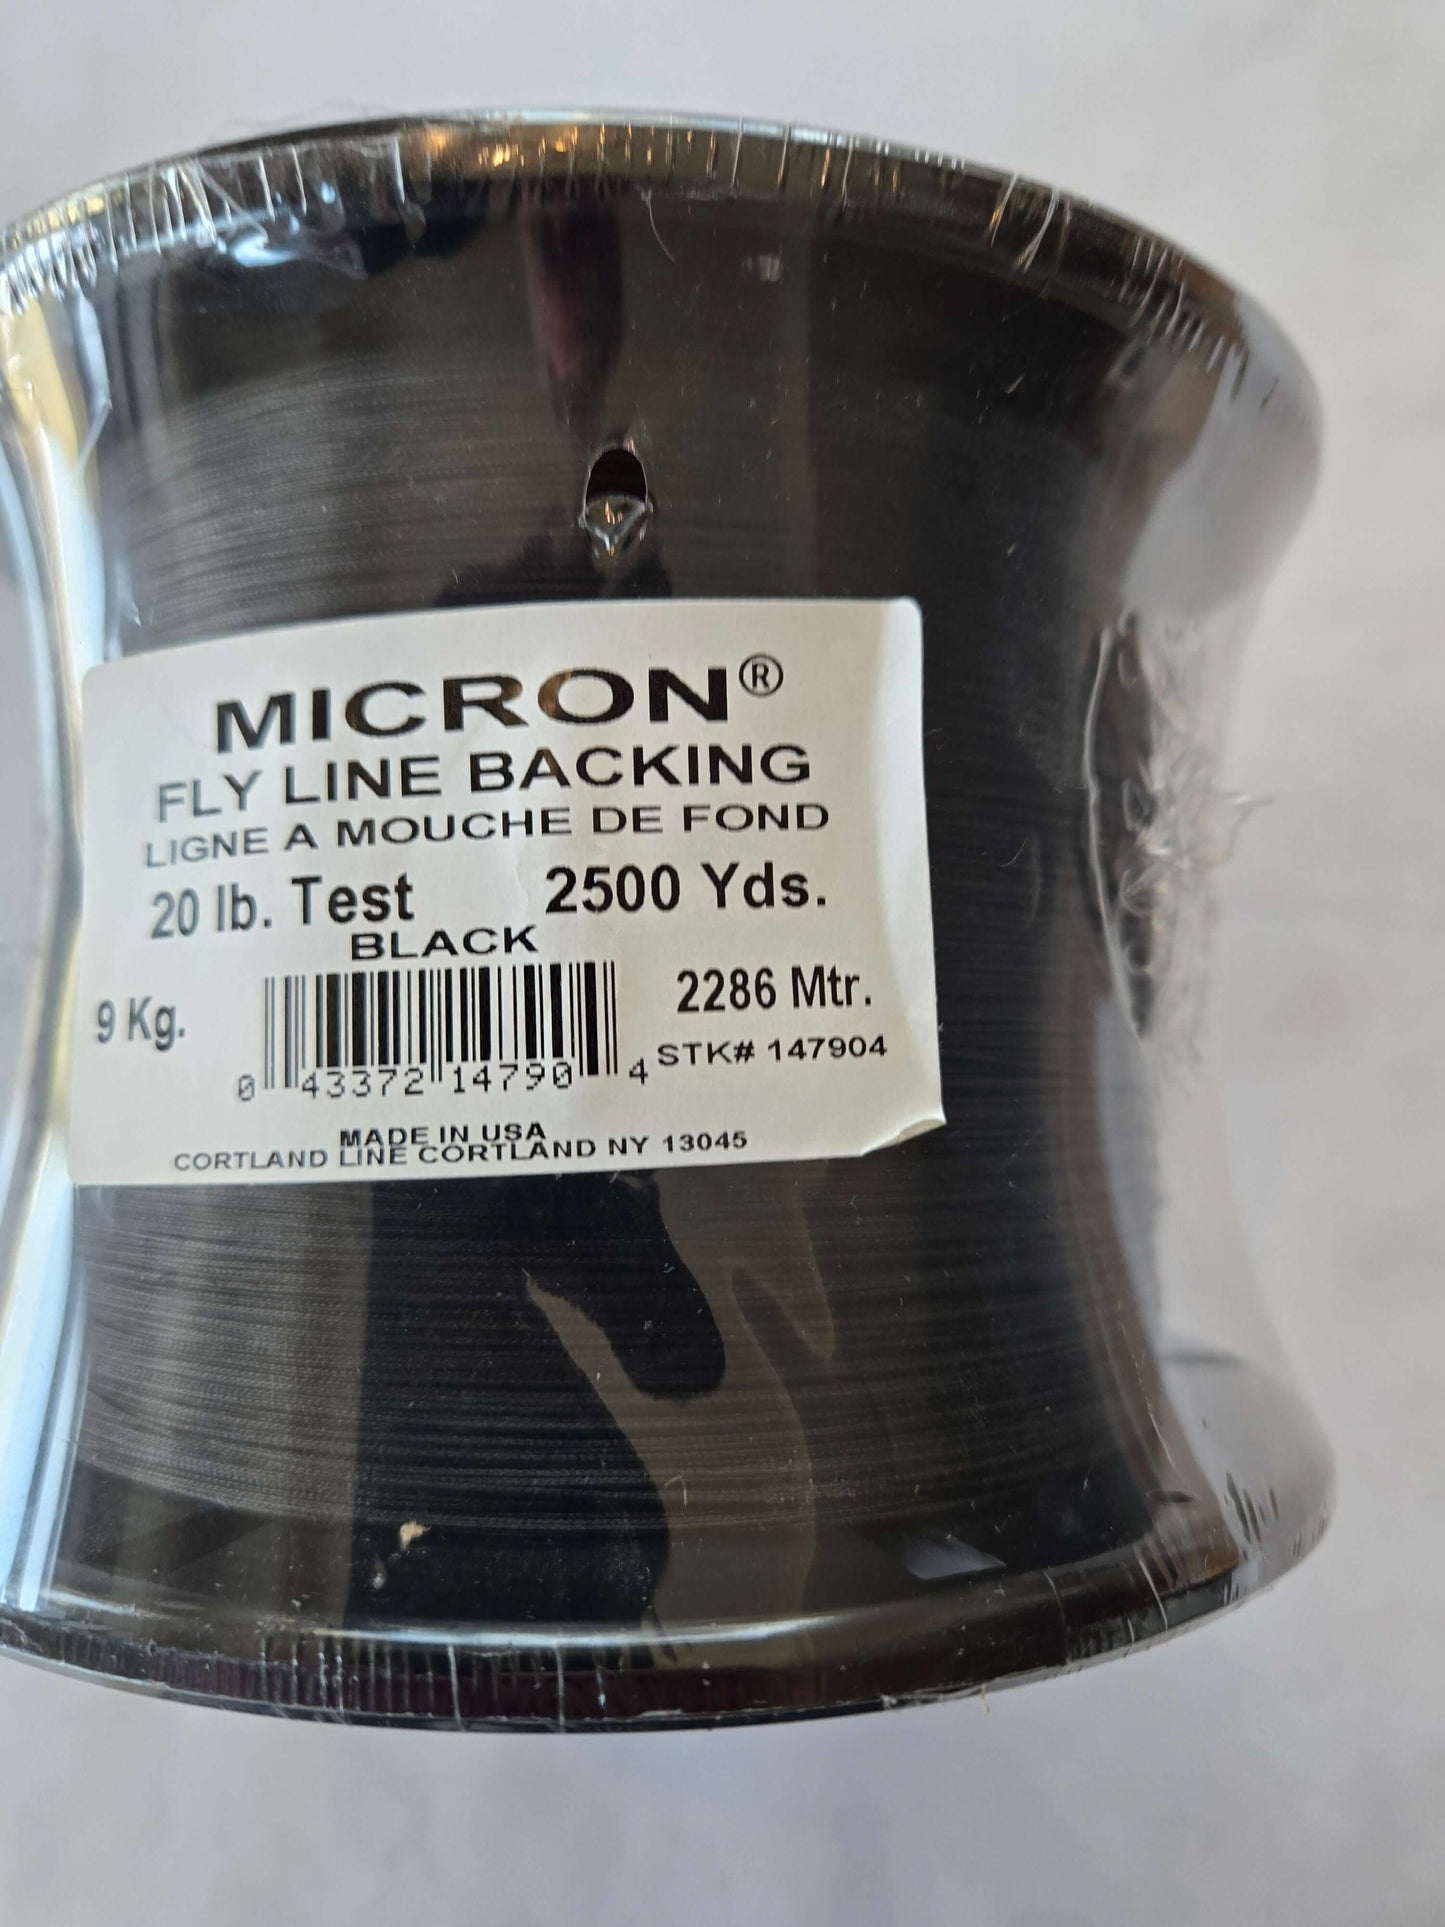 MICRON®
FLY LINE BACKING
LIGNE A MOUCHE DE FOND
20 lb. Test 2500 Yds.
BLACK
9 Kg. 2286 Mtr.
STK# 147904
0 43372 14790 4
MADE IN USA
CORTLAND LINE CORTLAND NY 13045